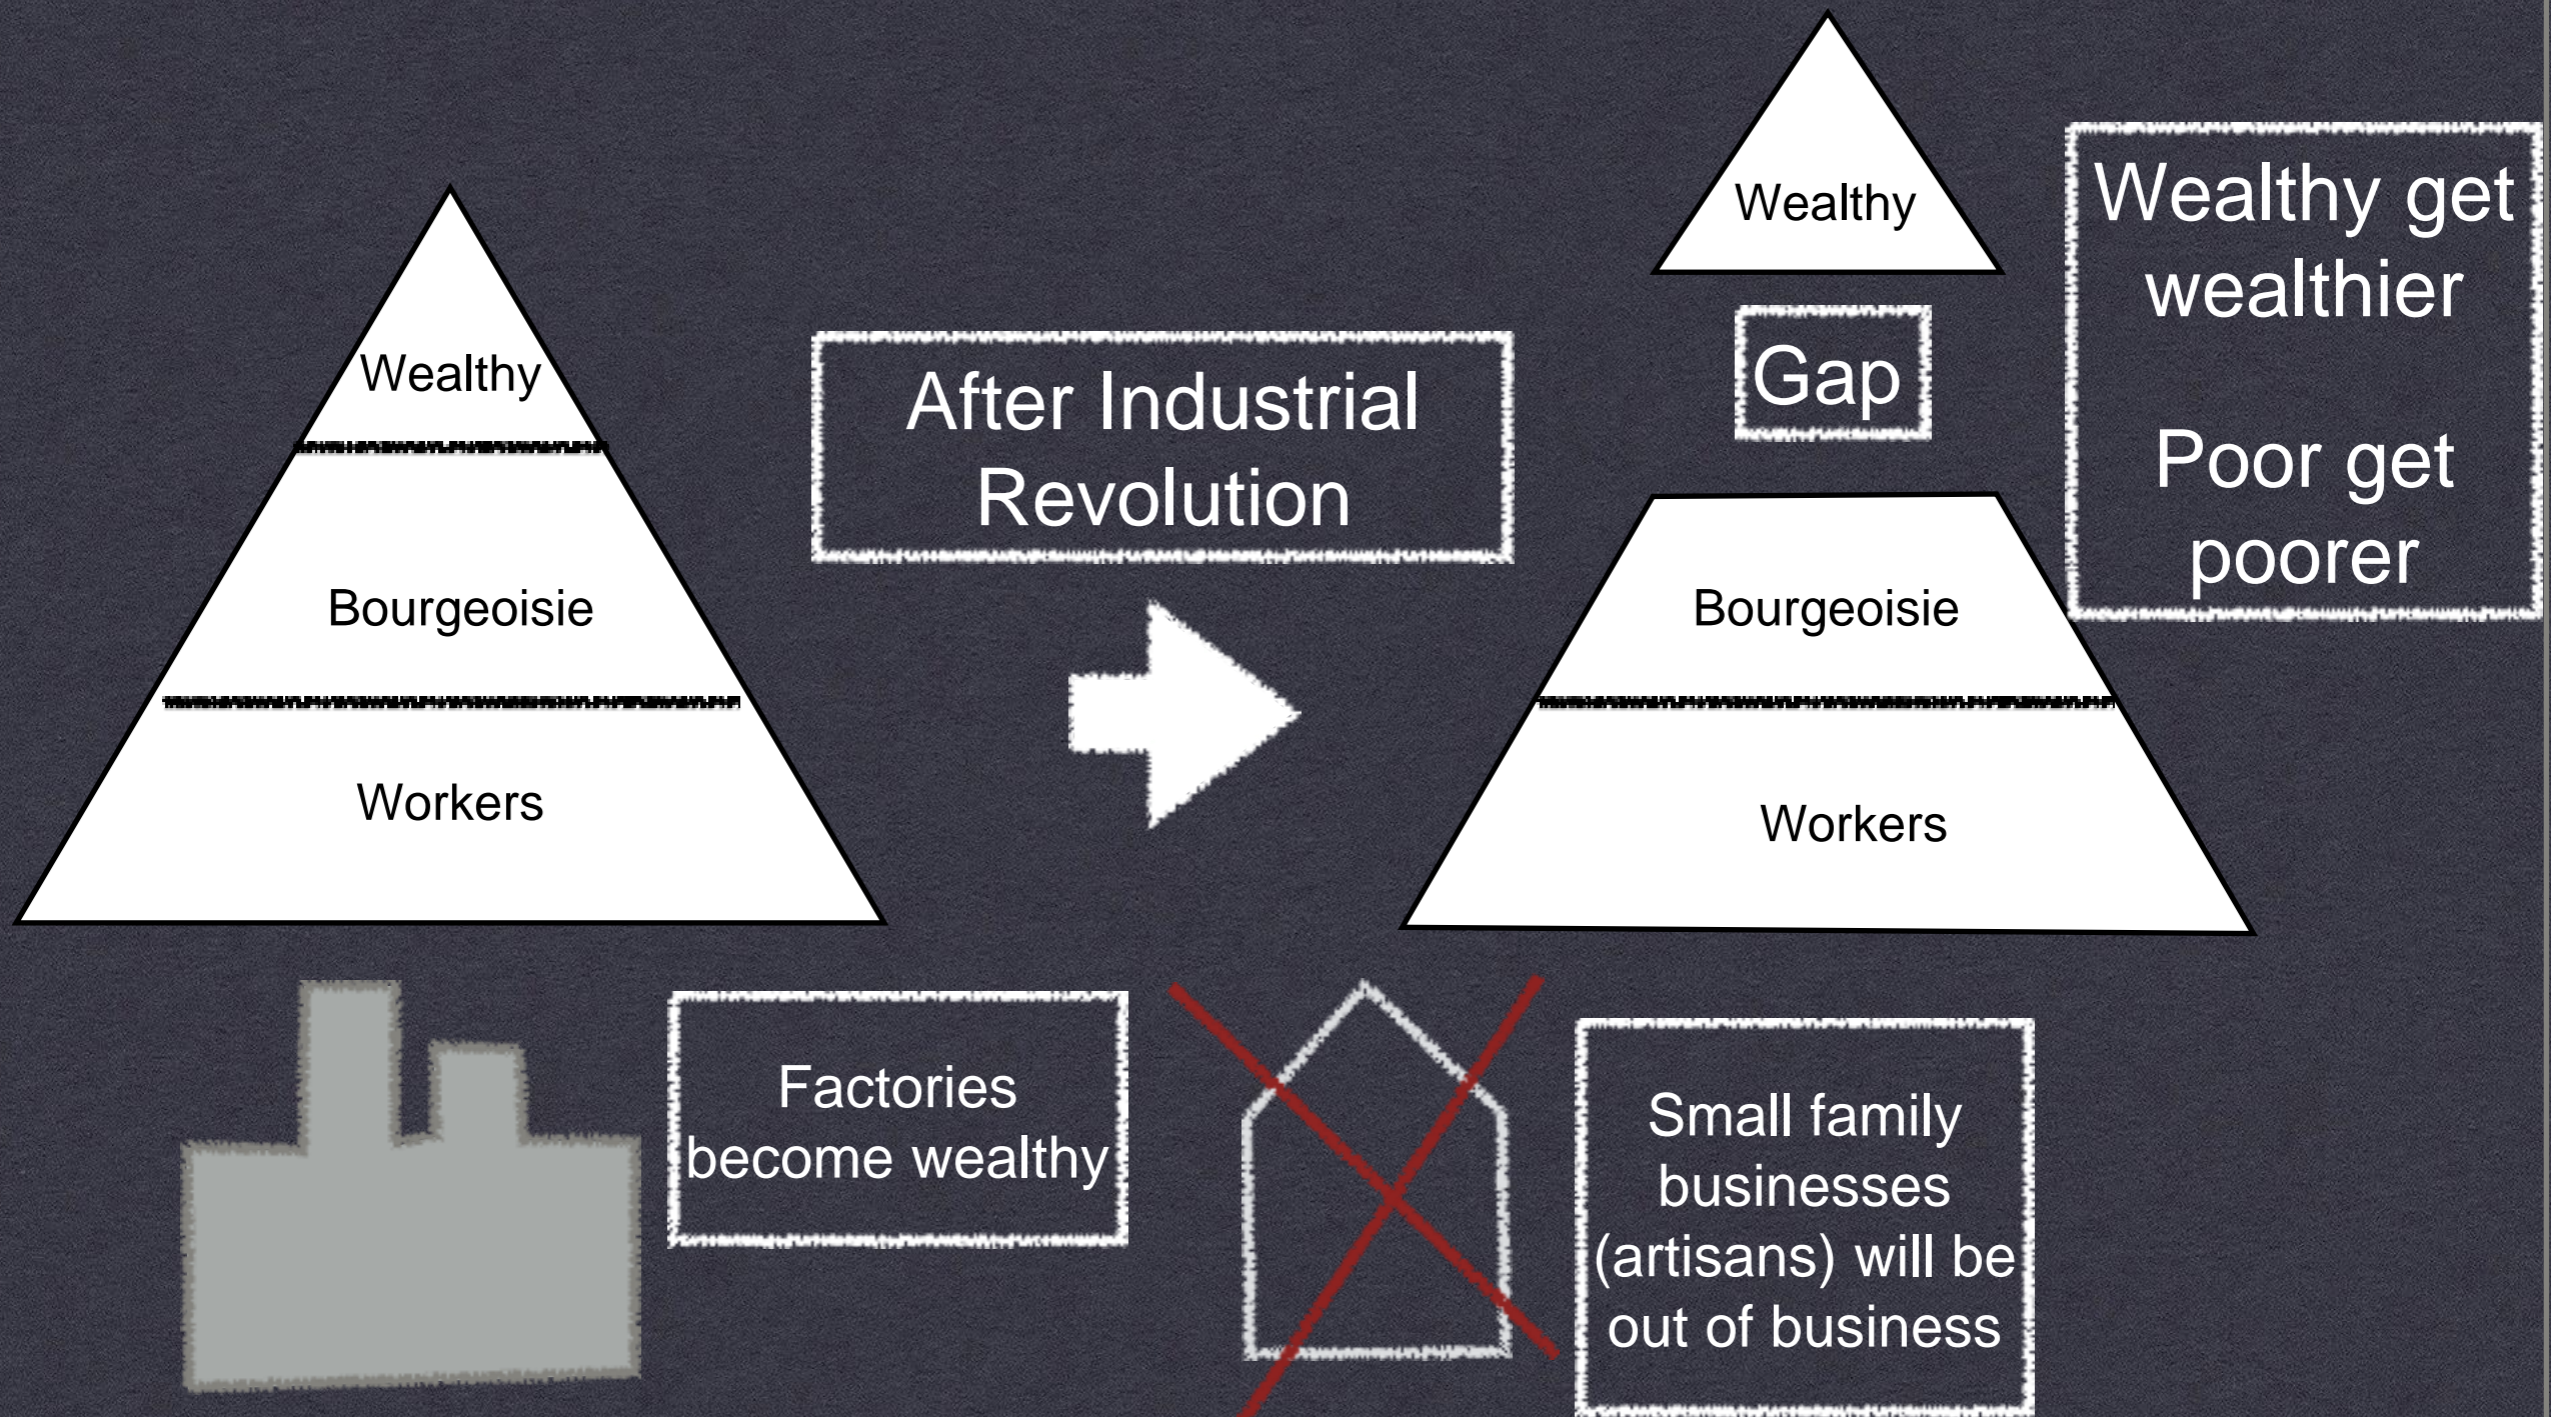 Wealthy
Bourgeoisie
Workers
After Industrial
Revolution
Wealthy
Gap
Bourgeoisie
Workers
Wealthy get
wealthier
Poor get
poorer
Factories
become wealthy
Small family
businesses
(artisans) will be
out of business